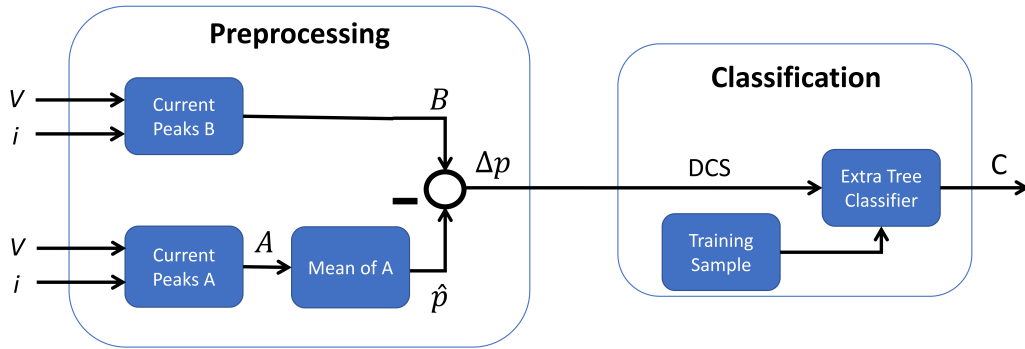 Preprocessing
V
i
Current
Peaks B
B
−
Δp
V
i
Current
Peaks A
A
Mean of A
p̂
Classification
DCS
Extra Tree
Classifier
C
Training
Sample